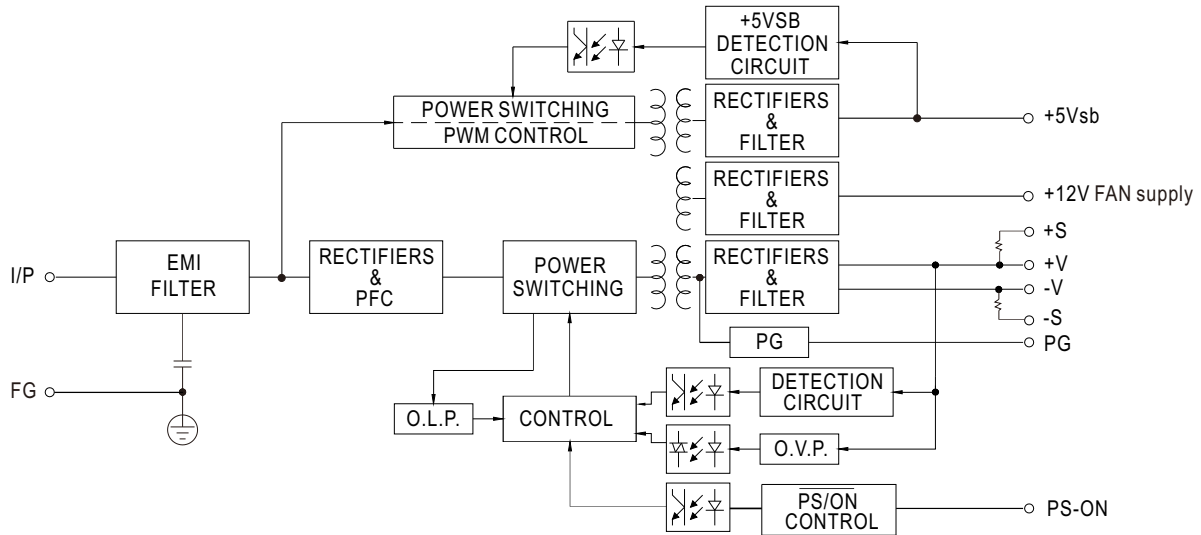 +5VSB
DETECTION
CIRCUIT
POWER SWITCHING
PWM CONTROL
RECTIFIERS
&
FILTER
+5Vsb
RECTIFIERS
&
FILTER
+12V FAN supply
I/P
EMI
FILTER
RECTIFIERS
&
PFC
POWER
SWITCHING
RECTIFIERS
&
FILTER
+S
+V
-V
-S
PG
PG
FG
O.L.P.
CONTROL
DETECTION
CIRCUIT
O.V.P.
PS/ON
CONTROL
PS-ON